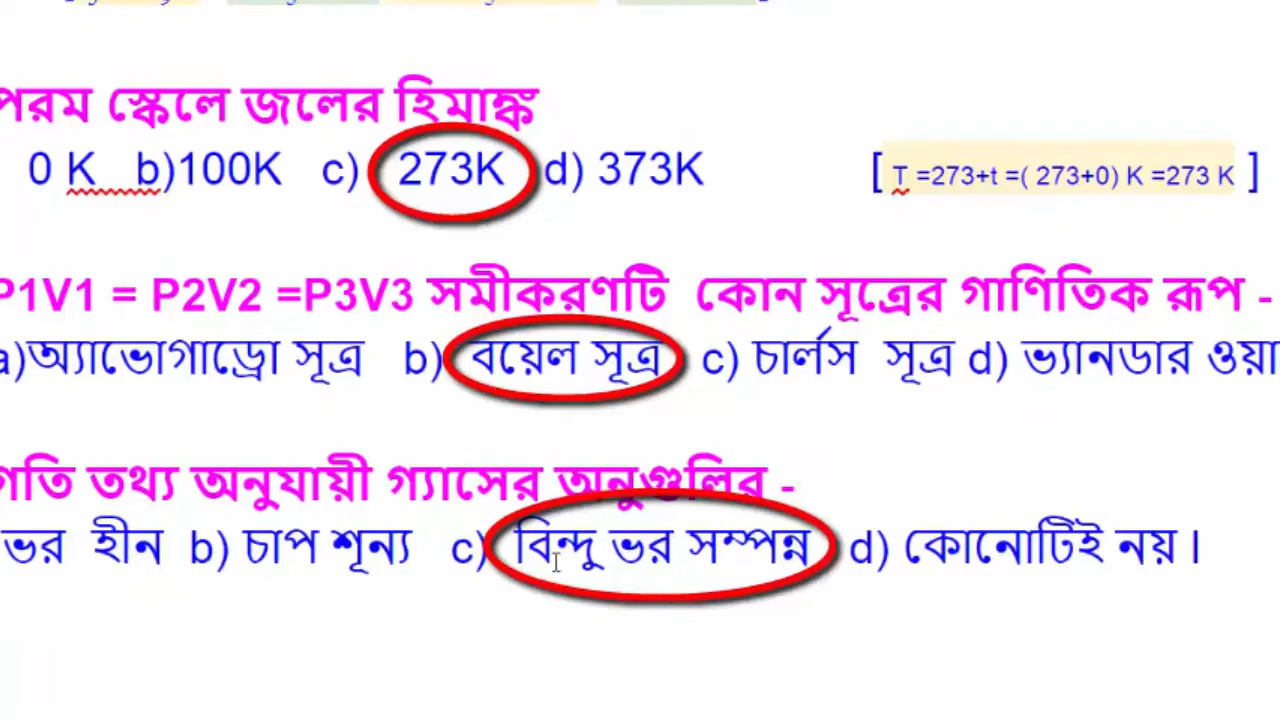 পরম স্কেলে জলের হিমাঙ্ক
0 K b)100K c) 273K d) 373K [ T =273+t =( 273+0) K =273 K ]
P1V1 = P2V2 =P3V3 সমীকরণটি কোন সূত্রের গাণিতিক রূপ -
a)অ্যাভোগাড্রো সূত্র b) বয়েল সূত্র c) চার্লস সূত্র d) ভ্যানডার ওয়া
গতি তথ্য অনুযায়ী গ্যাসের অনুগুলির -
ভর হীন b) চাপ শূন্য c) বিন্দু ভর সম্পন্ন d) কোনোটিই নয়।